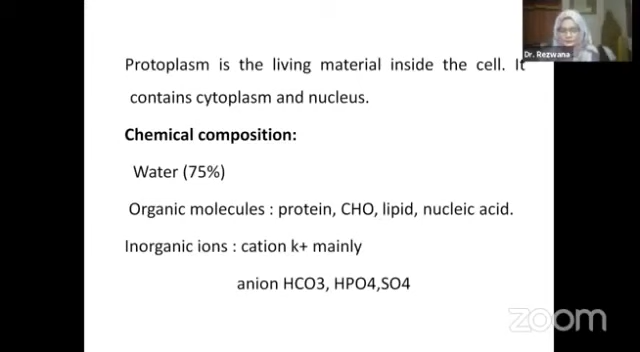 Protoplasm is the living material inside the cell. It
contains cytoplasm and nucleus.
Chemical composition:
Water (75%)
Organic molecules : protein, CHO, lipid, nucleic acid.
Inorganic ions : cation k+ mainly
anion HCO3, HPO4,SO4
Dr. Rezwana
zoom